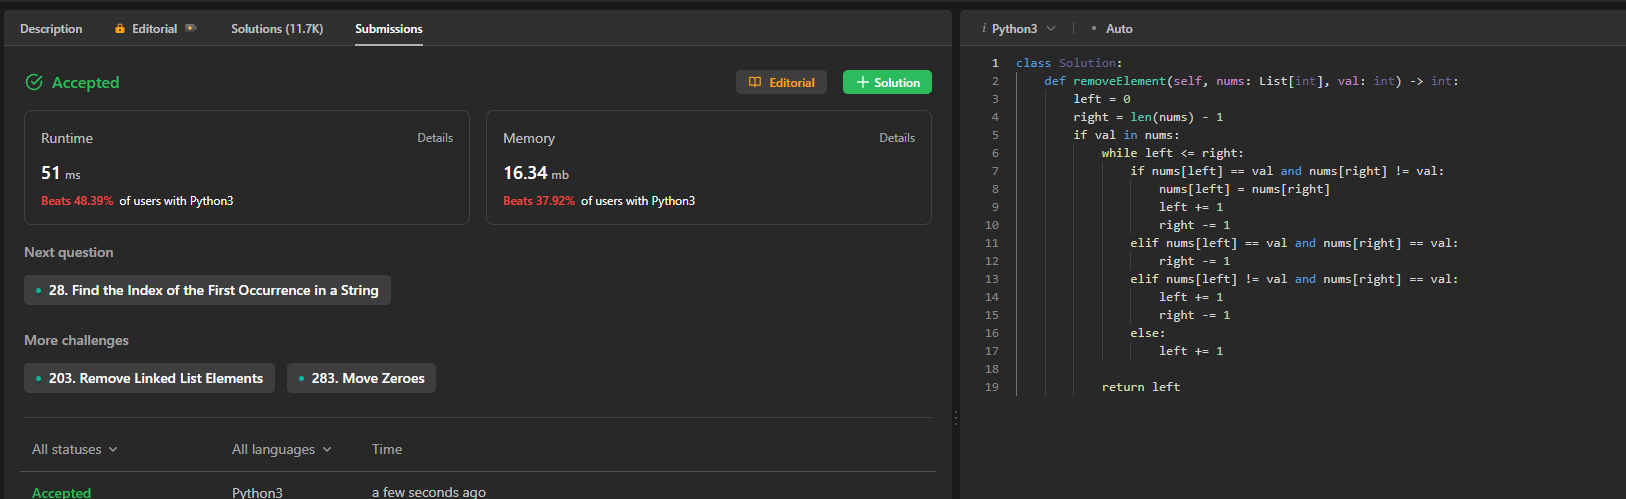 Description Editorial Solutions (11.7K) Submissions
Accepted Editorial + Solution
Runtime Details
51 ms
Beats 48.39% of users with Python3
Memory Details
16.34 mb
Beats 37.92% of users with Python3
Next question
• 28. Find the Index of the First Occurrence in a String
More challenges
• 203. Remove Linked List Elements • 283. Move Zeroes
All statuses All languages Time
Accepted Python3 a few seconds ago
i Python3 • Auto
1 class Solution:
2     def removeElement(self, nums: List[int], val: int) -> int:
3         left = 0
4         right = len(nums) - 1
5         if val in nums:
6             while left <= right:
7                 if nums[left] == val and nums[right] != val:
8                     nums[left] = nums[right]
9                     left += 1
10                     right -= 1
11                 elif nums[left] == val and nums[right] == val:
12                     right -= 1
13                 elif nums[left] != val and nums[right] == val:
14                     left += 1
15                     right -= 1
16                 else:
17                     left += 1
18
19             return left